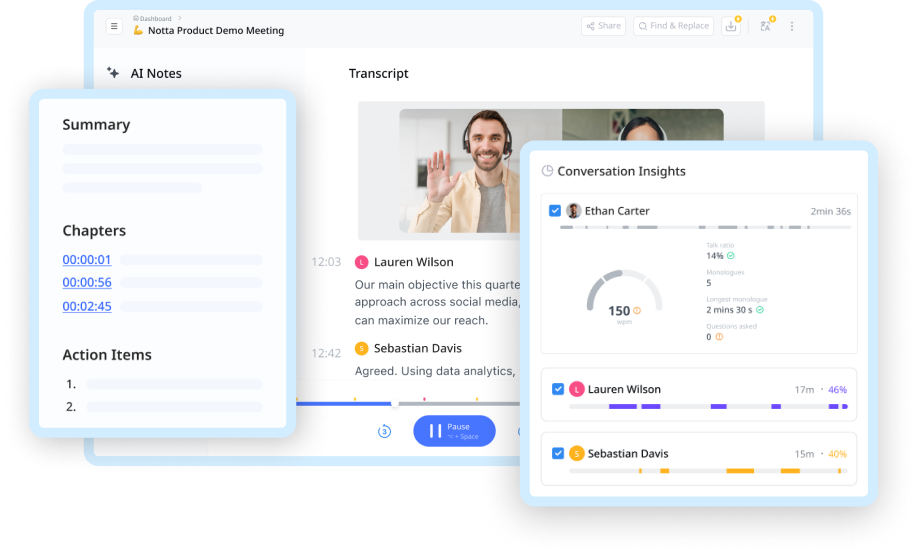 Dashboard
Notta Product Demo Meeting
Share
Find & Replace
AI Notes
Transcript
Summary
Chapters
00:00:01
00:00:56
00:02:45
Action Items
1.
2.
12:03
L
Lauren Wilson
Our main objective this quarte
approach across social media,
can maximize our reach.
12:42
S
Sebastian Davis
Agreed. Using data analytics,
3
Pause
⌥ + Space
Conversation Insights
Ethan Carter
2min 36s
150
wpm
Talk ratio
14%
Monologues
5
Longest monologue
2 mins 30 s
Questions asked
0
L
Lauren Wilson
17m · 46%
S
Sebastian Davis
15m · 40%